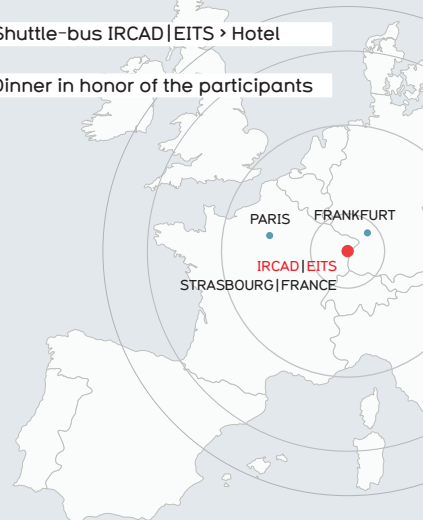 Shuttle-bus IRCAD|EITS > Hotel
Dinner in honor of the participants
PARIS
FRANKFURT
IRCAD|EITS
STRASBOURG|FRANCE